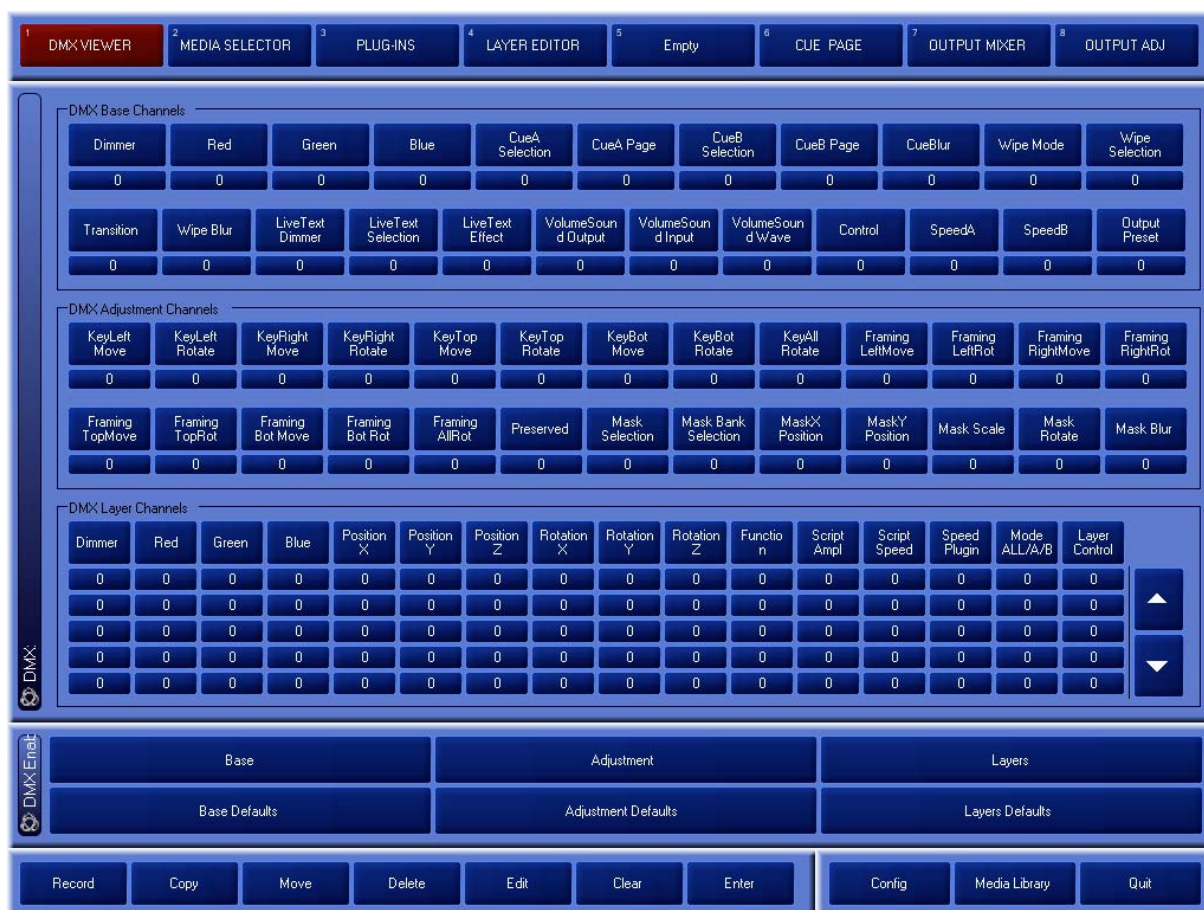 1 DMX VIEWER 2 MEDIA SELECTOR 3 PLUG-INS 4 LAYER EDITOR 5 Empty 6 CUE PAGE 7 OUTPUT MIXER 8 OUTPUT ADJ
DMX Base Channels
Dimmer Red Green Blue CueA Selection CueA Page CueB Selection CueB Page CueBlur Wipe Mode Wipe Selection
0 0 0 0 0 0 0 0 0 0 0
Transition Wipe Blur LiveText Dimmer LiveText Selection LiveText Effect VolumeSoun d Output VolumeSoun d Input VolumeSoun d Wave Control SpeedA SpeedB Output Preset
0 0 0 0 0 0 0 0 0 0 0 0
DMX Adjustment Channels
KeyLeft Move KeyLeft Rotate KeyRight Move KeyRight Rotate KeyTop Move KeyTop Rotate KeyBot Move KeyBot Rotate KeyAll Rotate Framing LeftMove Framing LeftRot Framing RightMove Framing RightRot
0 0 0 0 0 0 0 0 0 0 0 0 0
Framing TopMove Framing TopRot Framing Bot Move Framing Bot Rot Framing AllRot Preserved Mask Selection Mask Bank Selection MaskX Position MaskY Position Mask Scale Mask Rotate Mask Blur
0 0 0 0 0 0 0 0 0 0 0 0 0
DMX Layer Channels
Dimmer Red Green Blue Position X Position Y Position Z Rotation X Rotation Y Rotation Z Functio n Script Ampl Script Speed Speed Plugin Mode ALL/A/B Layer Control
0 0 0 0 0 0 0 0 0 0 0 0 0 0 0 0
0 0 0 0 0 0 0 0 0 0 0 0 0 0 0 0
0 0 0 0 0 0 0 0 0 0 0 0 0 0 0 0
0 0 0 0 0 0 0 0 0 0 0 0 0 0 0 0
0 0 0 0 0 0 0 0 0 0 0 0 0 0 0 0
DMX:
DMX Enab
Base Adjustment Layers
Base Defaults Adjustment Defaults Layers Defaults
Record Copy Move Delete Edit Clear Enter Config Media Library Quit